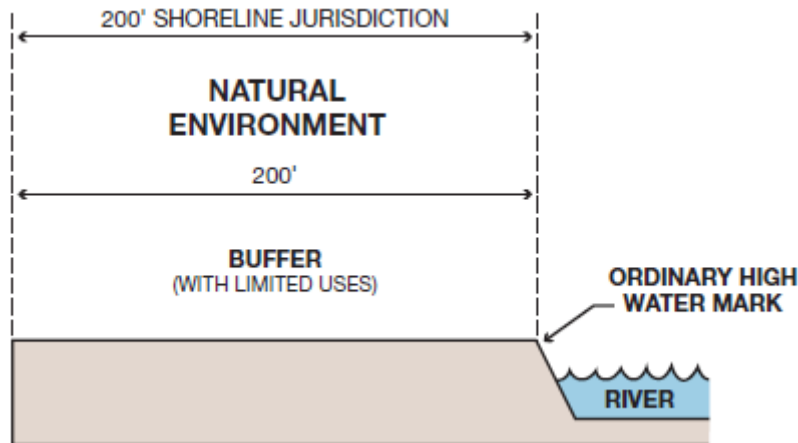 200' SHORELINE JURISDICTION
NATURAL
ENVIRONMENT
200'
BUFFER
(WITH LIMITED USES)
ORDINARY HIGH
WATER MARK
RIVER